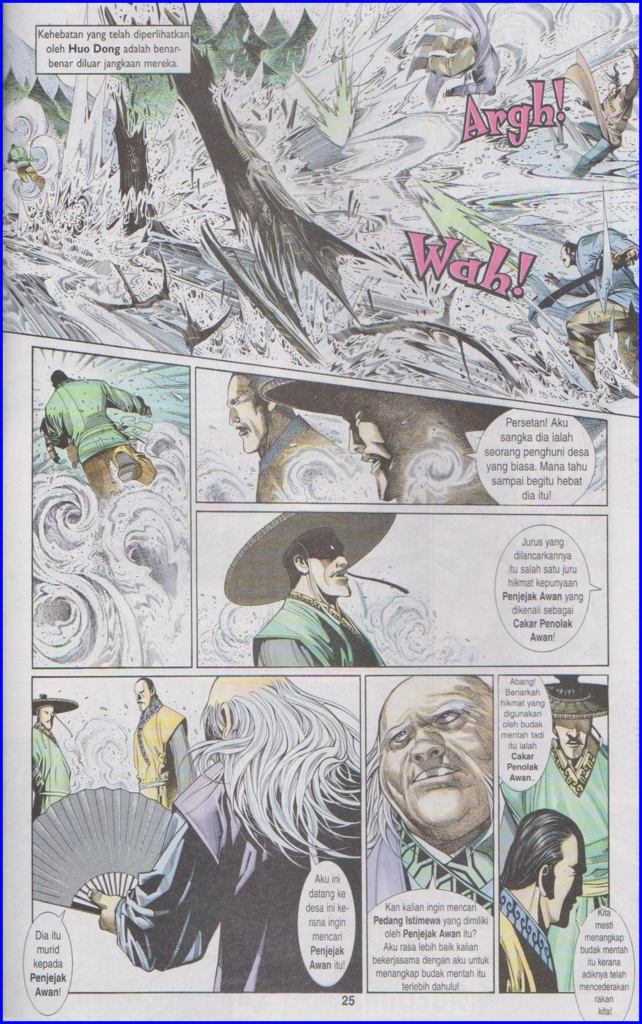 Kehebatan yang telah diperlihatkan
oleh Huo Dong adalah benar-
benar diluar jangkaan mereka.
Argh!
Wah!
Persetan! Aku
sangka dia ialah
seorang penghuni desa
yang biasa. Mana tahu
sampai begitu hebat
dia itu!
Jurus yang
dilancarkannya
itu salah satu juru
hikmat kepunyaan
Penjejak Awan yang
dikenali sebagai
Cakar Penolak
Awan!
Dia itu
murid
kepada
Penjejak
Awan!
Aku ini
datang ke
desa ini ke-
rana ingin
mencari
Penjejak
Awan itu!
Kan kalian ingin mencari
Pedang Istimewa yang dimiliki
oleh Penjejak Awan itu?
Aku rasa lebih baik kalian
bekerjasama dengan aku untuk
menangkap budak mentah itu
terlebih dahulu!
Abang!
Benarkan
hikmat yang
digunakan
oleh budak
mentah tadi
itu ialah
Cakar
Penolak
Awan..
Kita
mesti
menangkap
budak mentah
itu kerana
adiknya telah
mencederakan
rakan
kita!
25